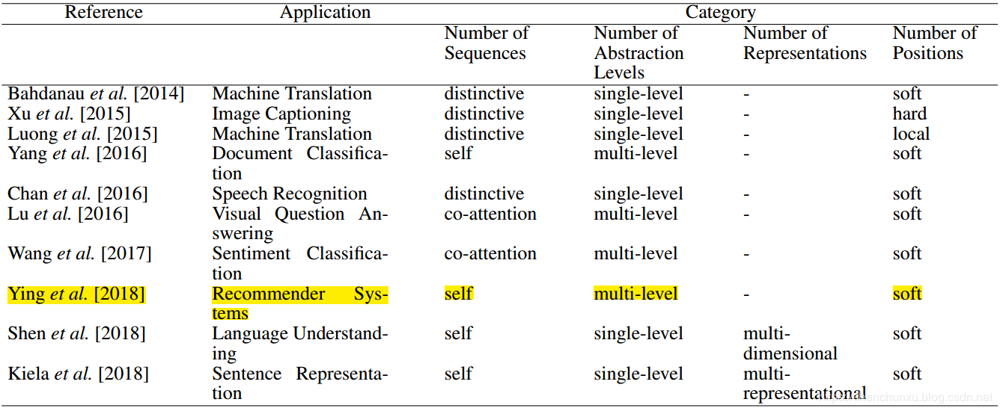 Reference Application Category
Number of Sequences Number of Abstraction Levels Number of Representations Number of Positions
Bahdanau et al. [2014] Machine Translation distinctive single-level - soft
Xu et al. [2015] Image Captioning distinctive single-level - hard
Luong et al. [2015] Machine Translation distinctive single-level - local
Yang et al. [2016] Document Classifica-tion self multi-level - soft
Chan et al. [2016] Speech Recognition distinctive single-level - soft
Lu et al. [2016] Visual Question An-swering co-attention multi-level - soft
Wang et al. [2017] Sentiment Classifica-tion co-attention multi-level - soft
Ying et al. [2018] Recommender Sys-tems self multi-level - soft
Shen et al. [2018] Language Understand-ing self single-level multi-dimensional soft
Kiela et al. [2018] Sentence Representa-tion self single-level multi-representational soft